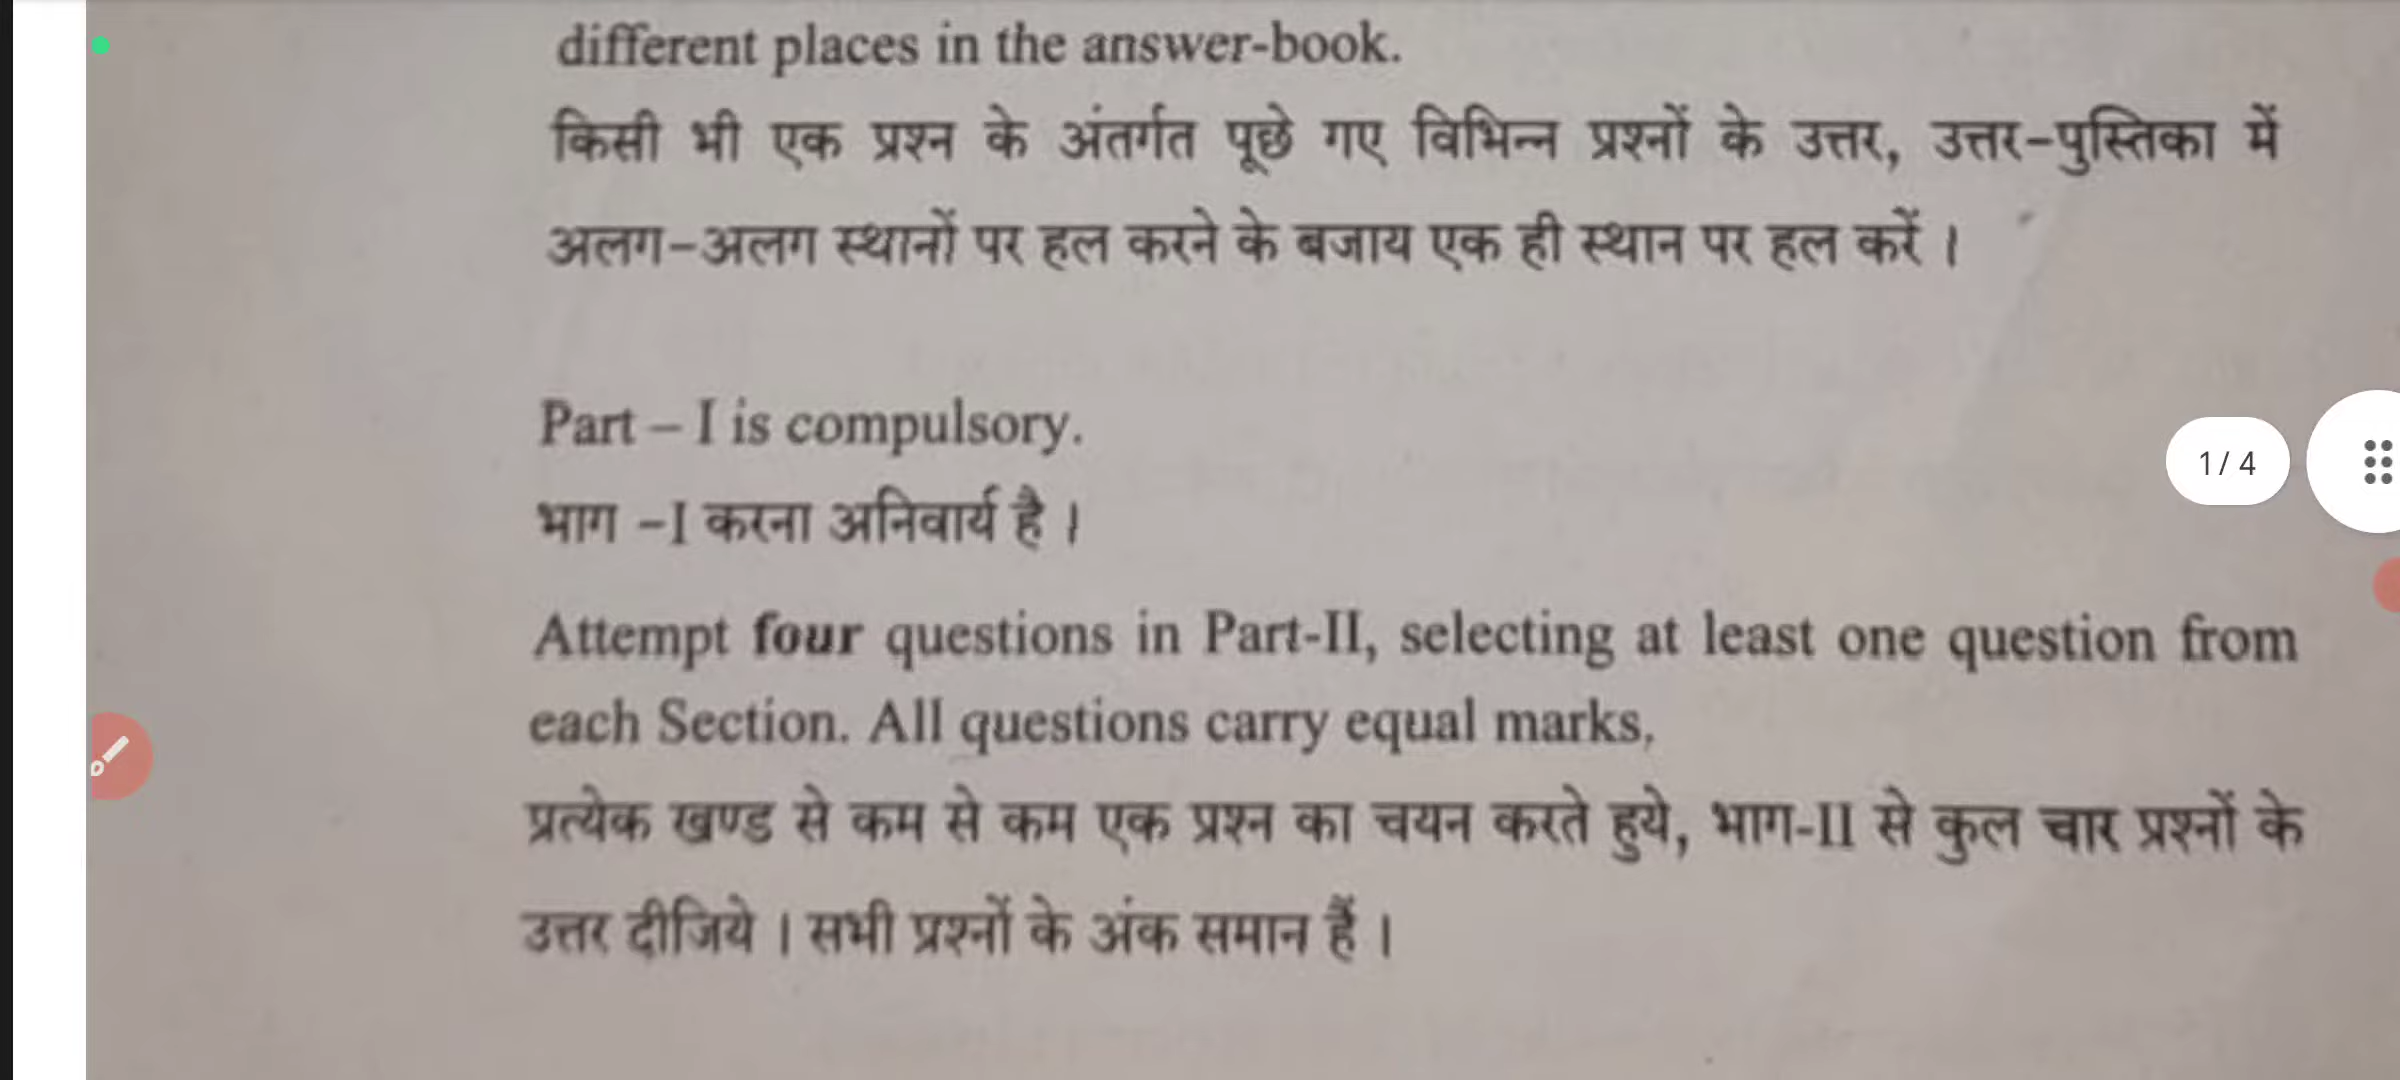 different places in the answer-book.
किसी भी एक प्रश्न के अंतर्गत पूछे गए विभिन्न प्रश्नों के उत्तर, उत्तर-पुस्तिका में
अलग-अलग स्थानों पर हल करने के बजाय एक ही स्थान पर हल करें ।
Part – I is compulsory.
1/ 4
भाग -I करना अनिवार्य है ।
Attempt four questions in Part-II, selecting at least one question from
each Section. All questions carry equal marks,
प्रत्येक खण्ड से कम से कम एक प्रश्न का चयन करते हुये, भाग-II से कुल चार प्रश्नों के
उत्तर दीजिये । सभी प्रश्नों के अंक समान हैं ।